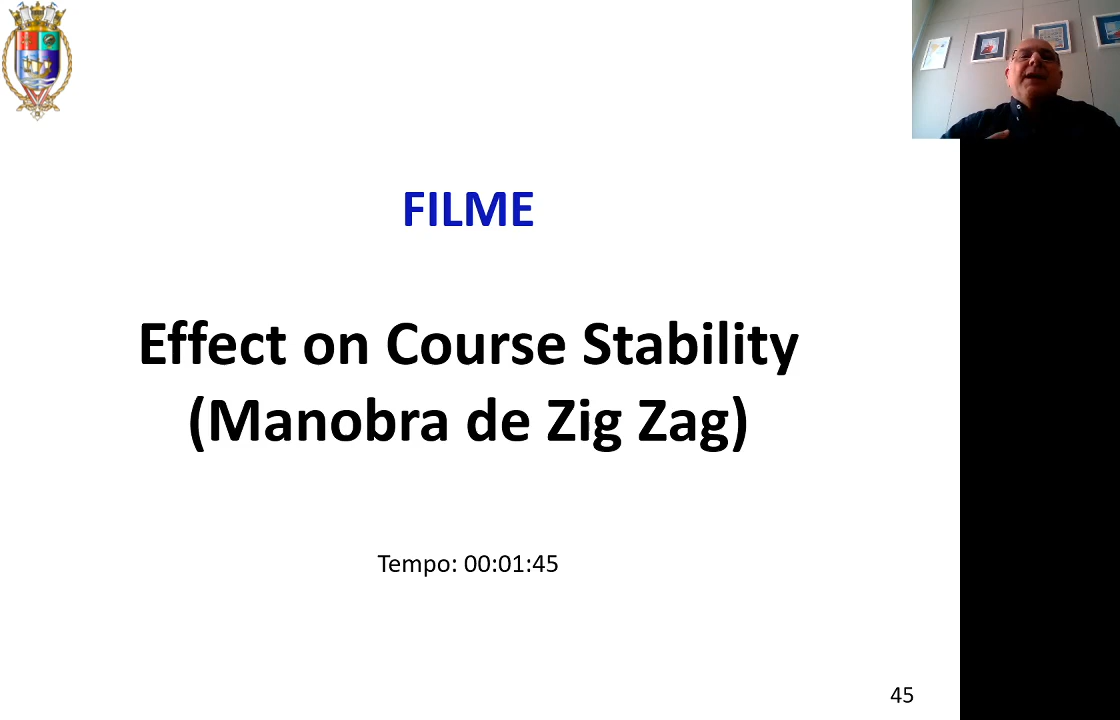 FILME
Effect on Course Stability
(Manobra de Zig Zag)
Tempo: 00:01:45
45